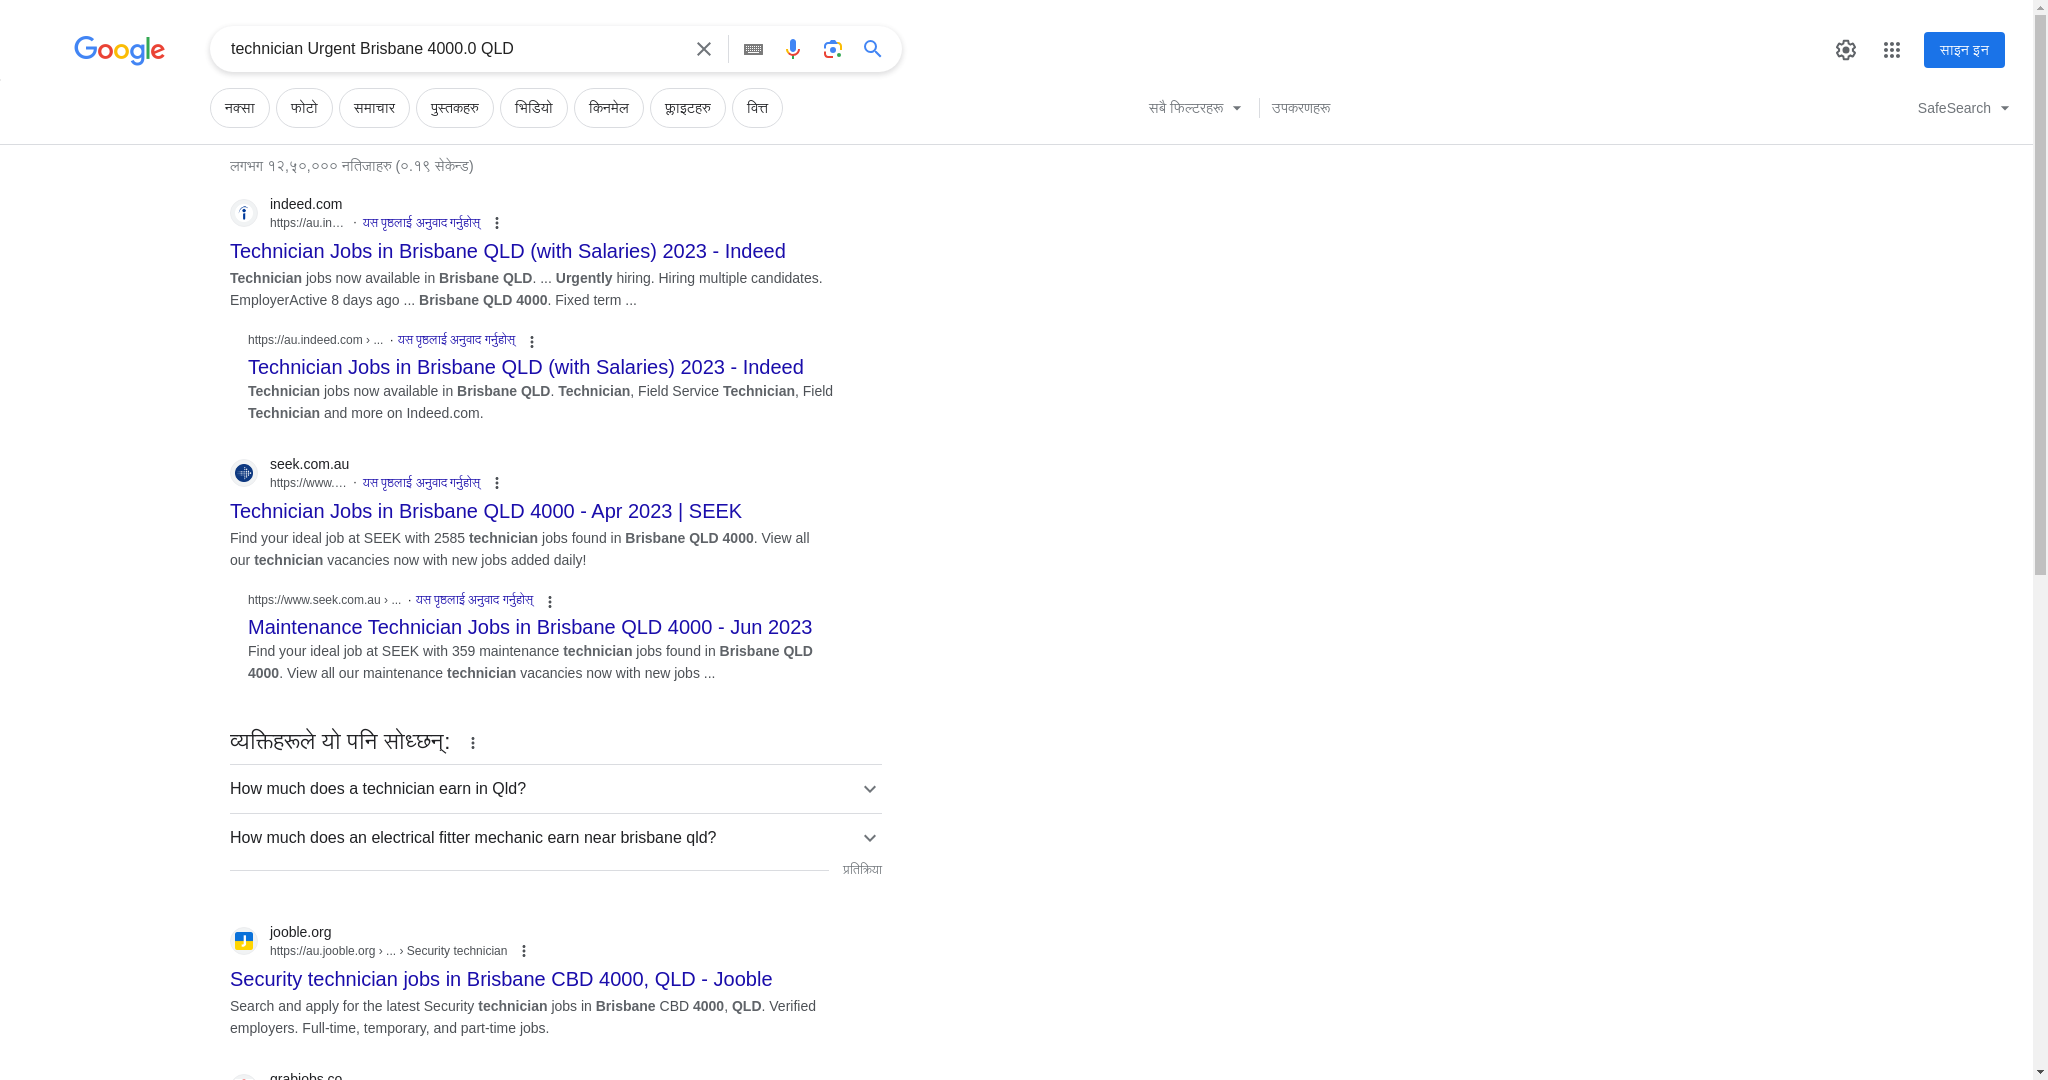 Google
technician Urgent Brisbane 4000.0 QLD
साइन इन
नक्सा
फोटो
समाचार
पुस्तकहरु
भिडियो
किनमेल
फ्लाइटहरु
वित्त
सबै फिल्टरहरू
उपकरणहरू
SafeSearch
लगभग १२,५०,००० नतिजाहरु (०.१९ सेकेन्ड)
indeed.com
https://au.in… · यस पृष्ठलाई अनुवाद गर्नुहोस्
Technician Jobs in Brisbane QLD (with Salaries) 2023 - Indeed
Technician jobs now available in Brisbane QLD. ... Urgently hiring. Hiring multiple candidates.
EmployerActive 8 days ago ... Brisbane QLD 4000. Fixed term ...
https://au.indeed.com › ... · यस पृष्ठलाई अनुवाद गर्नुहोस्
Technician Jobs in Brisbane QLD (with Salaries) 2023 - Indeed
Technician jobs now available in Brisbane QLD. Technician, Field Service Technician, Field
Technician and more on Indeed.com.
seek.com.au
https://www.… · यस पृष्ठलाई अनुवाद गर्नुहोस्
Technician Jobs in Brisbane QLD 4000 - Apr 2023 | SEEK
Find your ideal job at SEEK with 2585 technician jobs found in Brisbane QLD 4000. View all
our technician vacancies now with new jobs added daily!
https://www.seek.com.au › ... · यस पृष्ठलाई अनुवाद गर्नुहोस्
Maintenance Technician Jobs in Brisbane QLD 4000 - Jun 2023
Find your ideal job at SEEK with 359 maintenance technician jobs found in Brisbane QLD
4000. View all our maintenance technician vacancies now with new jobs ...
व्यक्तिहरूले यो पनि सोध्छन्:
How much does a technician earn in Qld?
How much does an electrical fitter mechanic earn near brisbane qld?
प्रतिक्रिया
jooble.org
https://au.jooble.org › ... › Security technician
Security technician jobs in Brisbane CBD 4000, QLD - Jooble
Search and apply for the latest Security technician jobs in Brisbane CBD 4000, QLD. Verified
employers. Full-time, temporary, and part-time jobs.
grabjobs.co